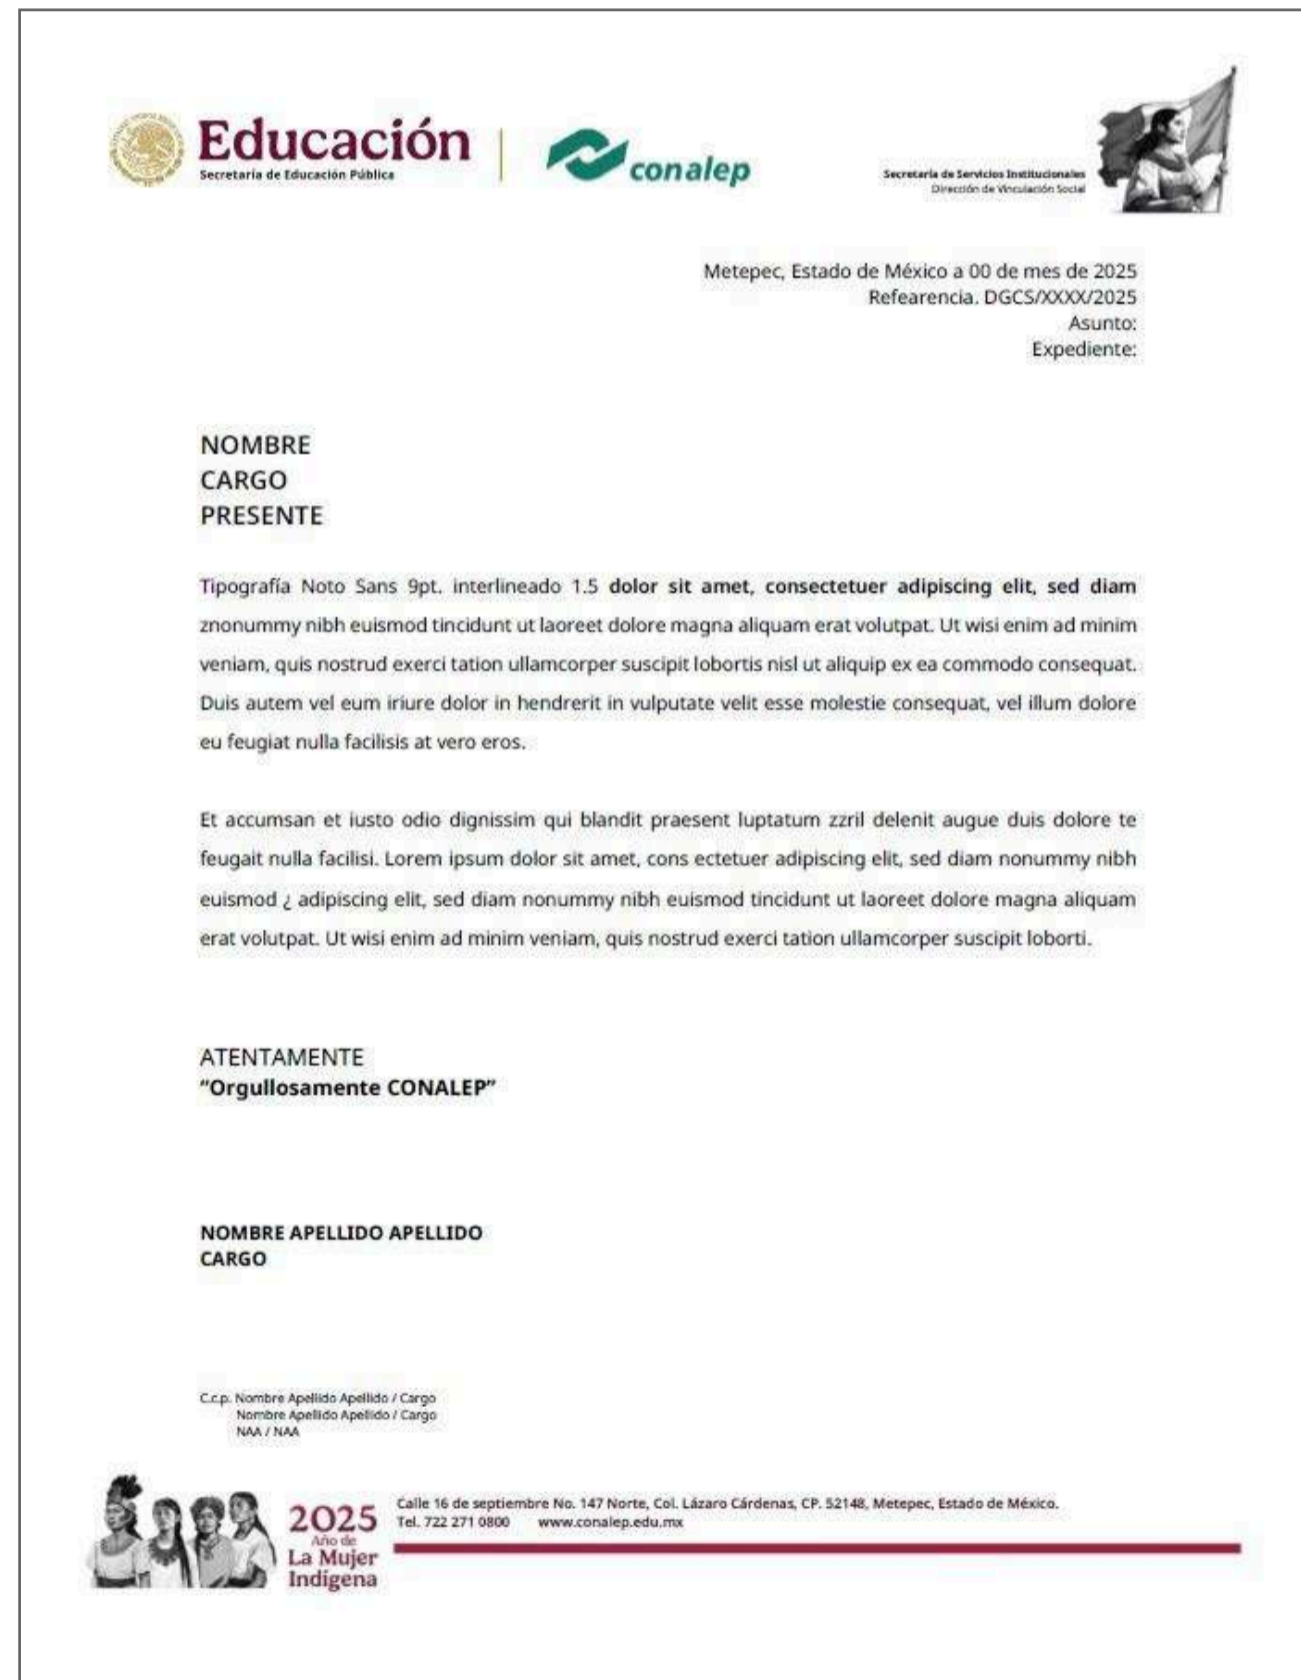 Educación
Secretaría de Educación Pública
conalep
Secretaría de Servicios Institucionales
Dirección de Vinculación Social
Metepec, Estado de México a 00 de mes de 2025
Refearencia. DGCS/XXXX/2025
Asunto:
Expediente:
NOMBRE
CARGO
PRESENTE
Tipografía Noto Sans 9pt. interlineado 1.5 dolor sit amet, consectetuer adipiscing elit, sed diam
znonummy nibh euismod tincidunt ut laoreet dolore magna aliquam erat volutpat. Ut wisi enim ad minim
veniam, quis nostrud exerci tation ullamcorper suscipit lobortis nisl ut aliquip ex ea commodo consequat.
Duis autem vel eum iriure dolor in hendrerit in vulputate velit esse molestie consequat, vel illum dolore
eu feugiat nulla facilisis at vero eros.
Et accumsan et iusto odio dignissim qui blandit praesent luptatum zzril delenit augue duis dolore te
feugait nulla facilisi. Lorem ipsum dolor sit amet, cons ectetuer adipiscing elit, sed diam nonummy nibh
euismod ¿ adipiscing elit, sed diam nonummy nibh euismod tincidunt ut laoreet dolore magna aliquam
erat volutpat. Ut wisi enim ad minim veniam, quis nostrud exerci tation ullamcorper suscipit loborti.
ATENTAMENTE
“Orgullosamente CONALEP”
NOMBRE APELLIDO APELLIDO
CARGO
C.c.p. Nombre Apellido Apellido / Cargo
Nombre Apellido Apellido / Cargo
NAA / NAA
2025
Año de
La Mujer
Indígena
Calle 16 de septiembre No. 147 Norte, Col. Lázaro Cárdenas, CP. 52148, Metepec, Estado de México.
Tel. 722 271 0800 www.conalep.edu.mx